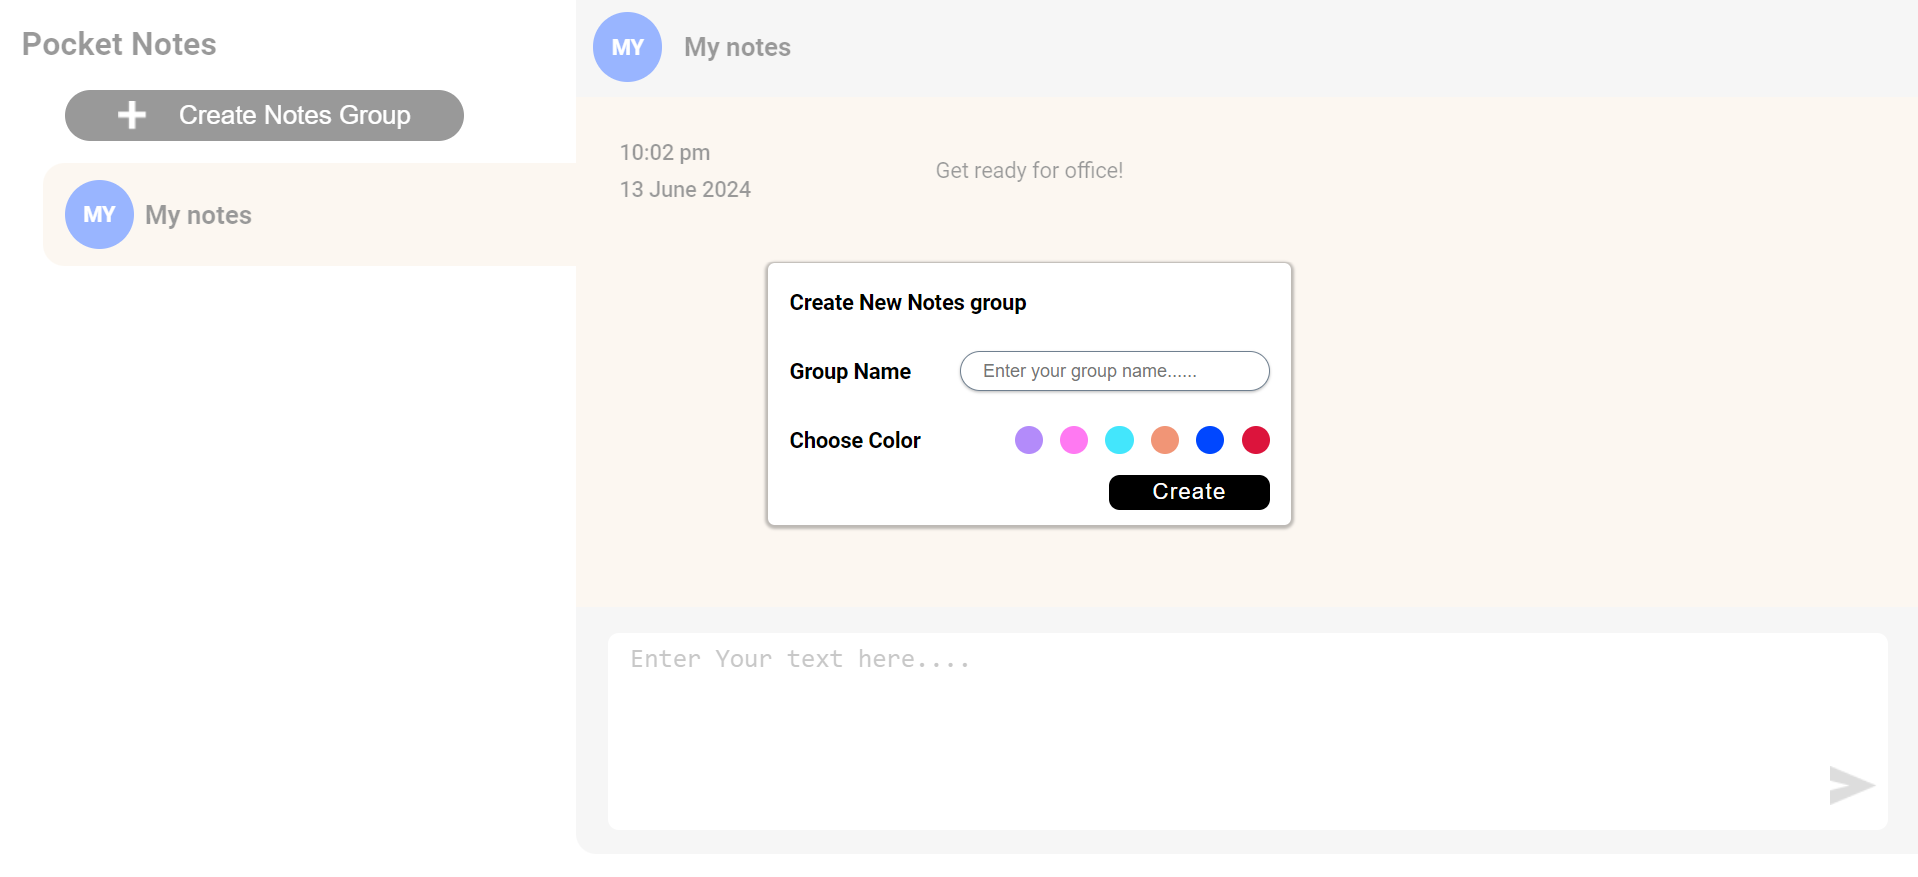 Pocket Notes
Create Notes Group
MY My notes
MY My notes
10:02 pm
13 June 2024
Get ready for office!
Create New Notes group
Group Name
Enter your group name......
Choose Color
Create
Enter Your text here....